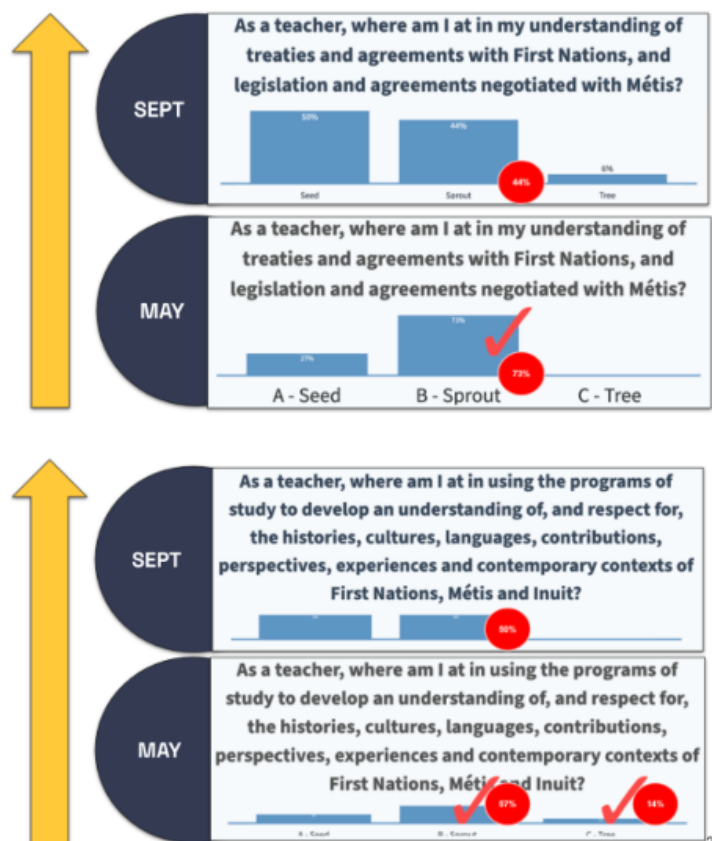 As a teacher, where am I at in my understanding of
treaties and agreements with First Nations, and
legislation and agreements negotiated with Métis?
SEPT
50%
44%
6%
44%
Seed Sprout Tree
As a teacher, where am I at in my understanding of
treaties and agreements with First Nations, and
legislation and agreements negotiated with Métis?
MAY
27%
73%
73%
A - Seed B - Sprout C - Tree
As a teacher, where am I at in using the programs of
study to develop an understanding of, and respect for,
the histories, cultures, languages, contributions,
perspectives, experiences and contemporary contexts of
First Nations, Métis and Inuit?
SEPT
50%
As a teacher, where am I at in using the programs of
study to develop an understanding of, and respect for,
the histories, cultures, languages, contributions,
perspectives, experiences and contemporary contexts of
First Nations, Métis and Inuit?
MAY
57%
14%
A - Seed B - Sprout C - Tree